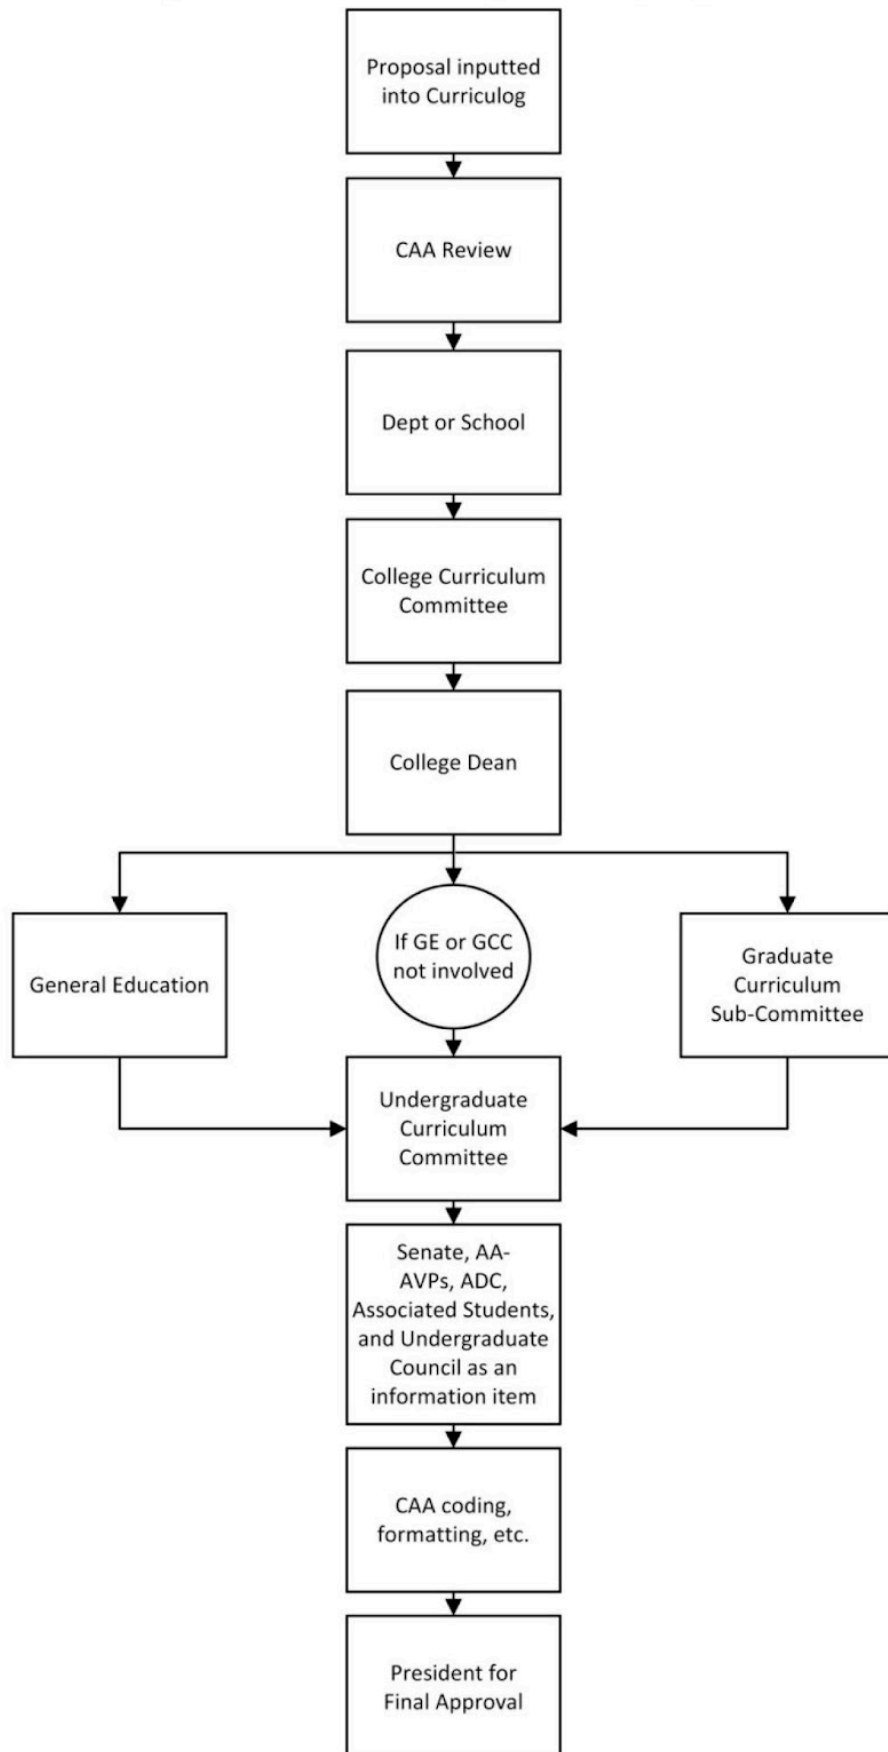 Proposal inputted
into Curriculog
CAA Review
Dept or School
College Curriculum
Committee
College Dean
General Education
If GE or GCC
not involved
Graduate
Curriculum
Sub-Committee
Undergraduate
Curriculum
Committee
Senate, AA-
AVPs, ADC,
Associated Students,
and Undergraduate
Council as an
information item
CAA coding,
formatting, etc.
President for
Final Approval